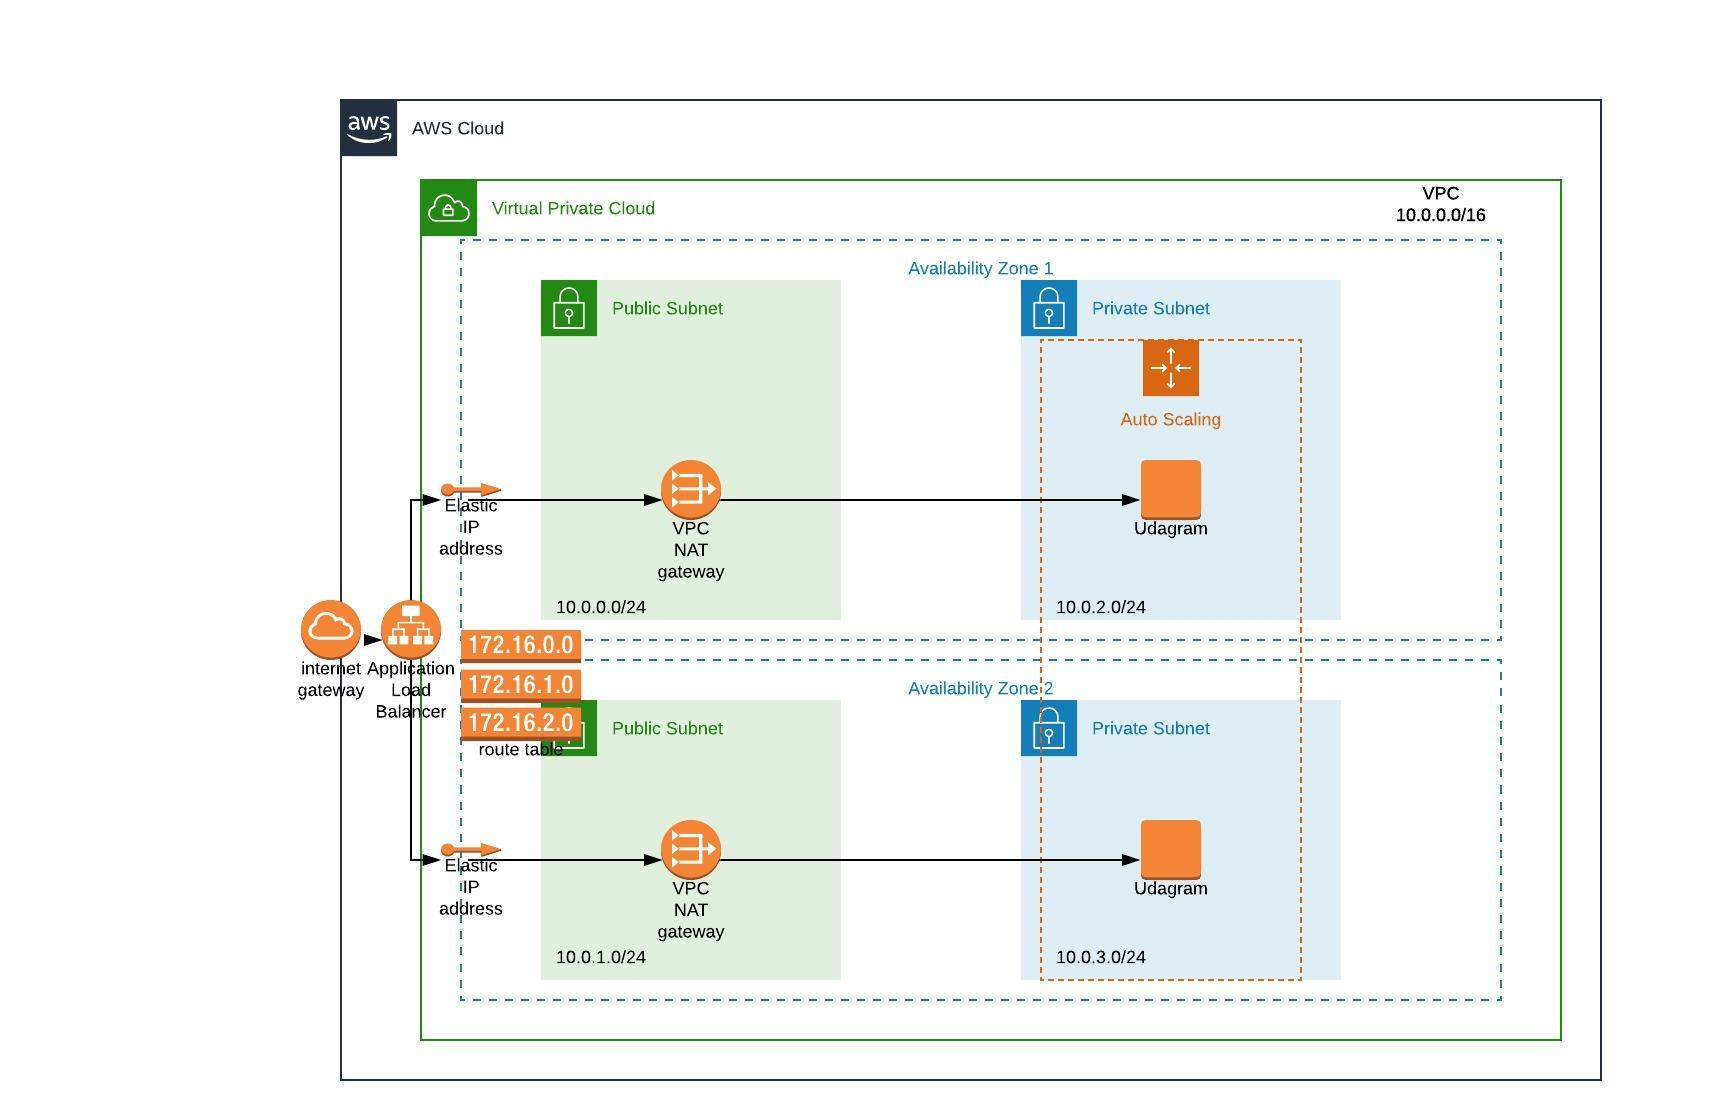 aws
AWS Cloud
Virtual Private Cloud
VPC
10.0.0.0/16
Availability Zone 1
Public Subnet
Private Subnet
Auto Scaling
Elastic
IP
address
VPC
NAT
gateway
Udagram
10.0.0.0/24
10.0.2.0/24
internet
gateway
Application
Load
Balancer
172.16.0.0
172.16.1.0
172.16.2.0
route table
Availability Zone 2
Public Subnet
Private Subnet
Elastic
IP
address
VPC
NAT
gateway
Udagram
10.0.1.0/24
10.0.3.0/24